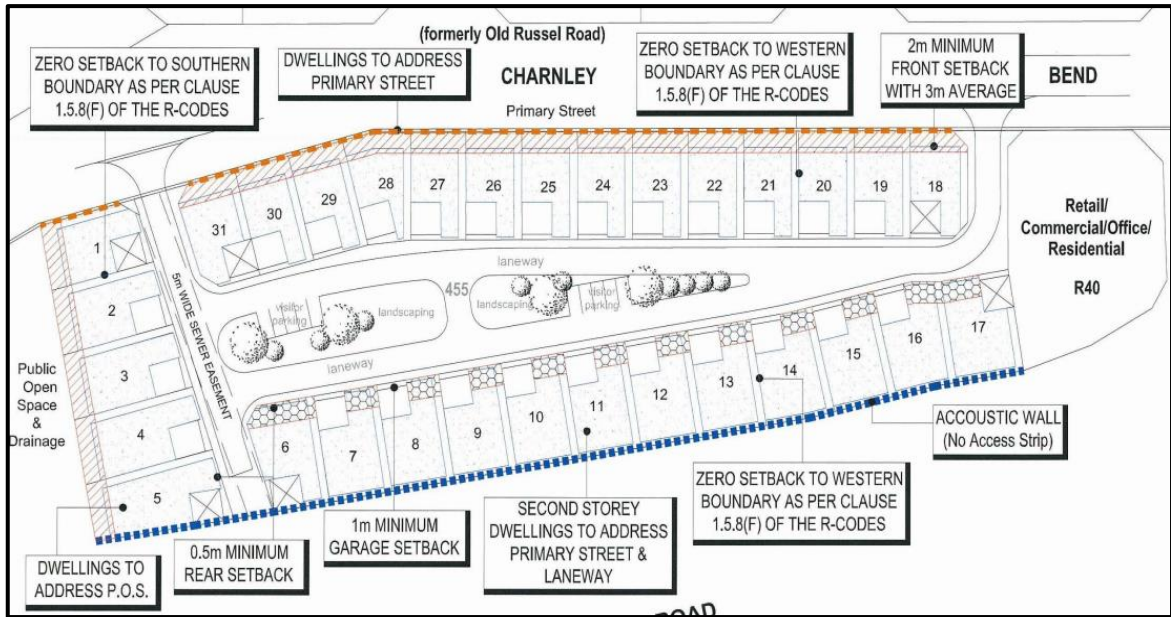 (formerly Old Russel Road)
CHARNLEY
BEND
Primary Street
ZERO SETBACK TO SOUTHERN
BOUNDARY AS PER CLAUSE
1.5.8(F) OF THE R-CODES
DWELLINGS TO ADDRESS
PRIMARY STREET
ZERO SETBACK TO WESTERN
BOUNDARY AS PER CLAUSE
1.5.8(F) OF THE R-CODES
2m MINIMUM
FRONT SETBACK
WITH 3m AVERAGE
31
30
29
28
27
26
25
24
23
22
21
20
19
18
Retail/
Commercial/Office/
Residential
R40
1
2
3
4
5
5m WIDE SEWER EASEMENT
laneway
455
visitor
parking
landscaping
landscaping
visitor
parking
laneway
Public
Open
Space
&
Drainage
6
7
8
9
10
11
12
13
14
15
16
17
ACCOUSTIC WALL
(No Access Strip)
ZERO SETBACK TO WESTERN
BOUNDARY AS PER CLAUSE
1.5.8(F) OF THE R-CODES
SECOND STOREY
DWELLINGS TO ADDRESS
PRIMARY STREET &
LANEWAY
1m MINIMUM
GARAGE SETBACK
0.5m MINIMUM
REAR SETBACK
DWELLINGS TO
ADDRESS P.O.S.
ROAD